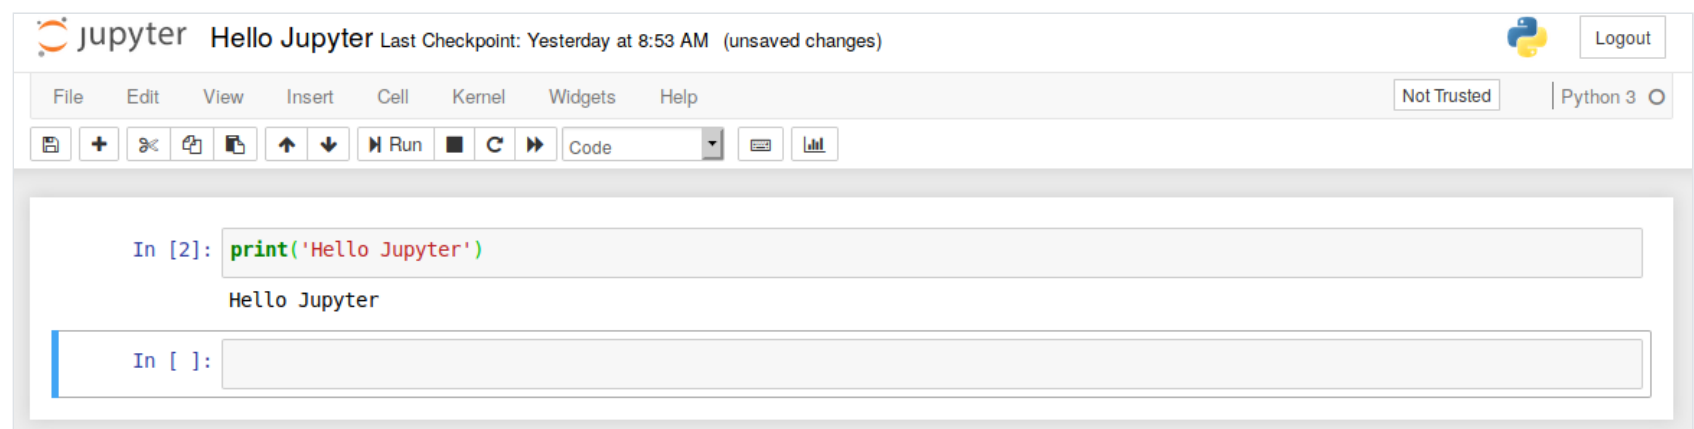 jupyter Hello Jupyter Last Checkpoint: Yesterday at 8:53 AM (unsaved changes) Logout
File Edit View Insert Cell Kernel Widgets Help Not Trusted Python 3
Run Code
In [2]: print('Hello Jupyter')
Hello Jupyter
In [ ]: